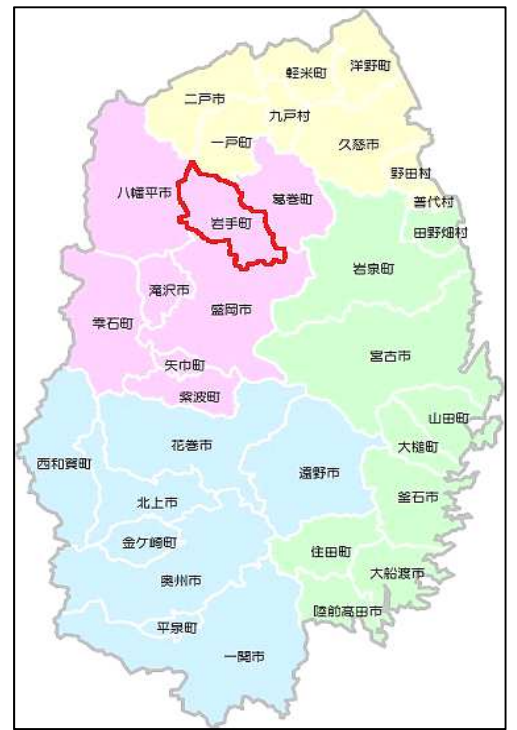 洋野町
軽米町
二戸市
九戸村
一戸町
久慈市
野田村
八幡平市
葛巻町
普代村
岩手町
田野畑村
岩泉町
滝沢市
盛岡市
雫石町
宮古市
矢巾町
紫波町
山田町
花巻市
大槌町
西和賀町
遠野市
釜石市
北上市
金ケ崎町
住田町
大船渡市
奥州市
陸前高田市
平泉町
一関市